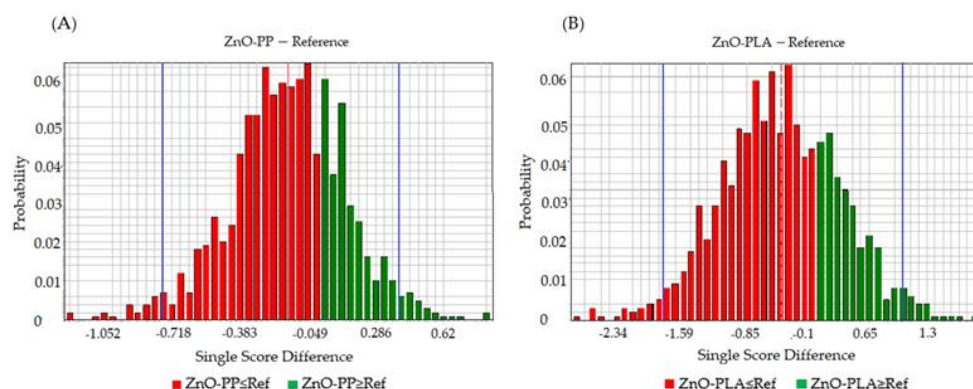 (A)
ZnO-PP – Reference
Probability
0.06
0.05
0.04
0.03
0.02
0.01
0
-1.052 -0.718 -0.383 -0.049 0.286 0.62
Single Score Difference
ZnO-PP≤Ref ZnO-PP≥Ref
(B)
ZnO-PLA – Reference
Probability
0.06
0.05
0.04
0.03
0.02
0.01
0
-2.34 -1.59 -0.85 -0.1 0.65 1.3
Single Score Difference
ZnO-PLA≤Ref ZnO-PLA≥Ref